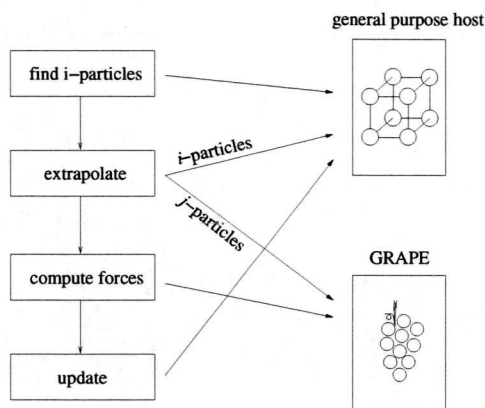 general purpose host
find i−particles
extrapolate
i−particles
j−particles
compute forces
GRAPE
update